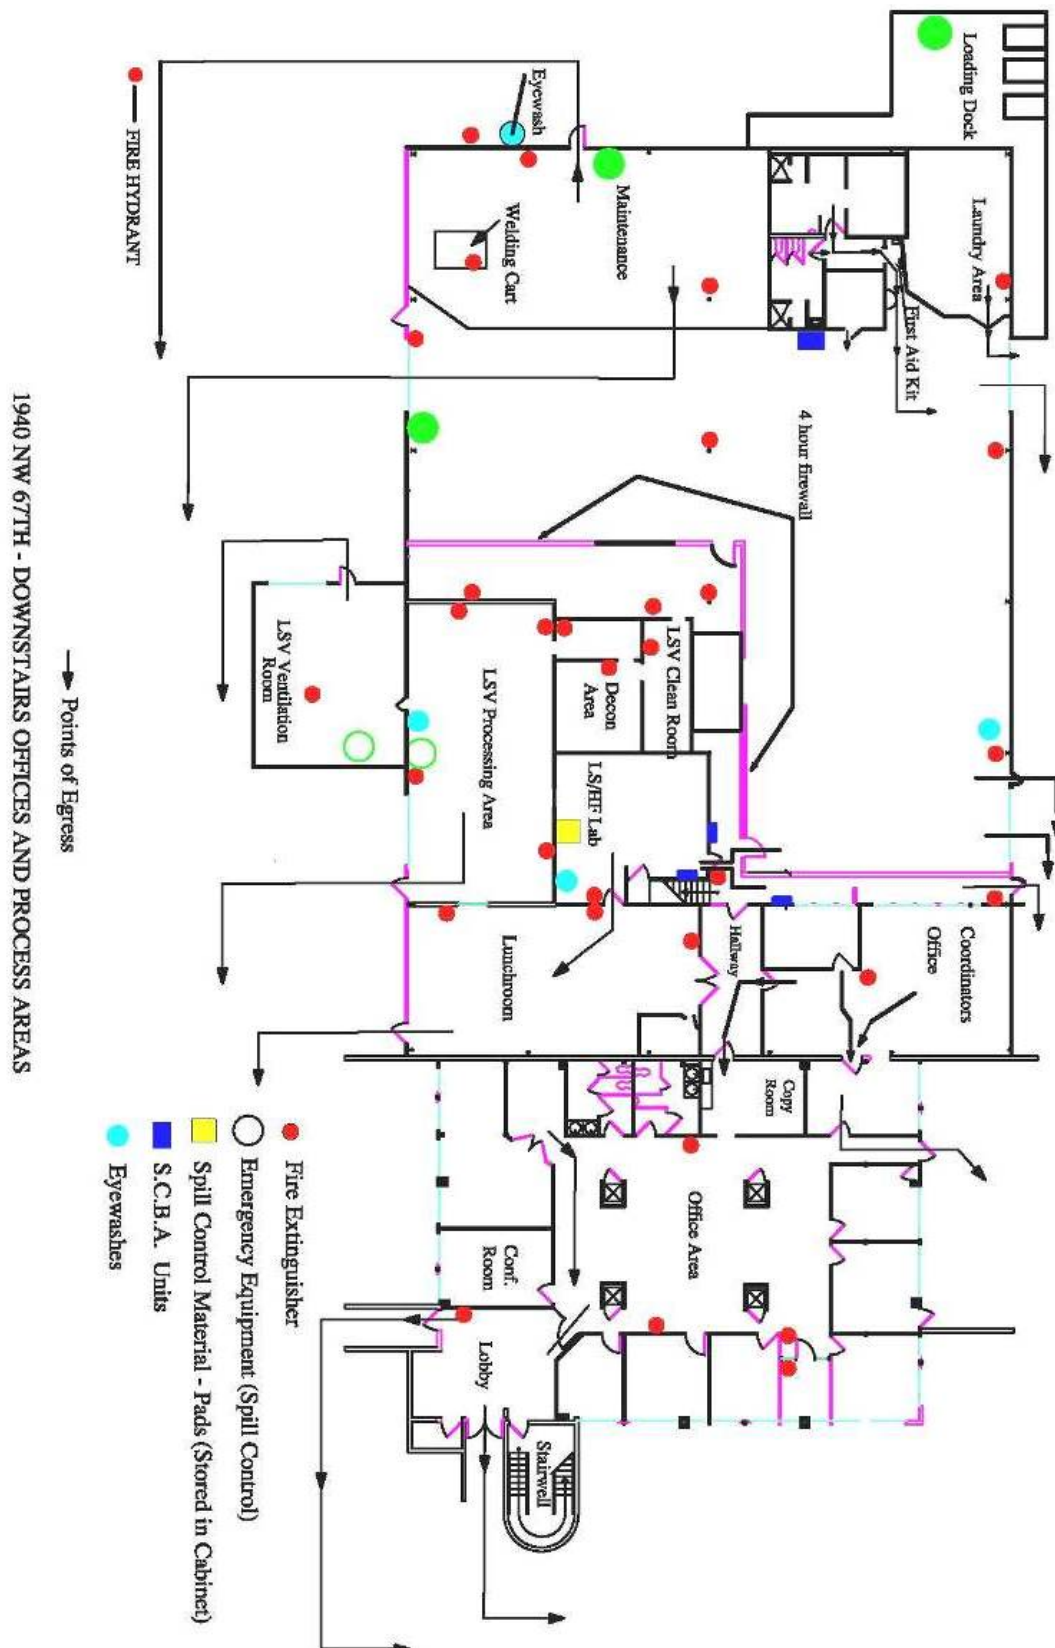 Loading Dock
Laundry Area
First Aid Kit
Eyewash
Maintenance
Welding Cart
FIRE HYDRANT
4 hour firewall
LSV Ventilation
Room
LSV Processing Area
Decon
Area
LSV Clean Room
LS/HF Lab
Coordinators
Office
Hallway
Lunchroom
Copy
Room
Office Area
Conf.
Room
Lobby
Stairwell
Fire Extinguisher
Emergency Equipment (Spill Control)
Spill Control Material - Pads (Stored in Cabinet)
S.C.B.A. Units
Eyewashes
Points of Egress
1940 NW 67TH - DOWNSTAIRS OFFICES AND PROCESS AREAS